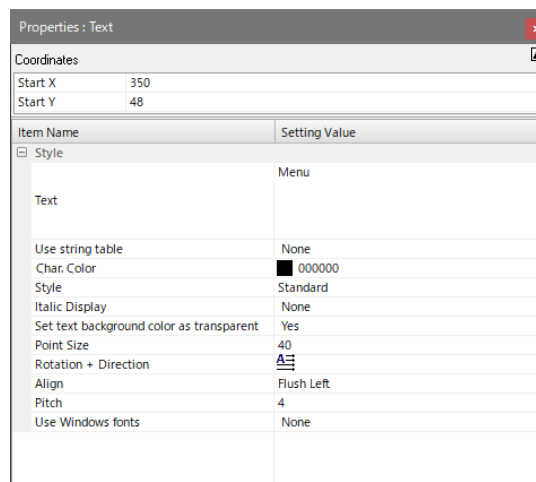 Properties : Text
Coordinates
Start X 350
Start Y 48
Item Name Setting Value
Style
Text Menu
Use string table None
Char. Color 000000
Style Standard
Italic Display None
Set text background color as transparent Yes
Point Size 40
Rotation + Direction A
Align Flush Left
Pitch 4
Use Windows fonts None